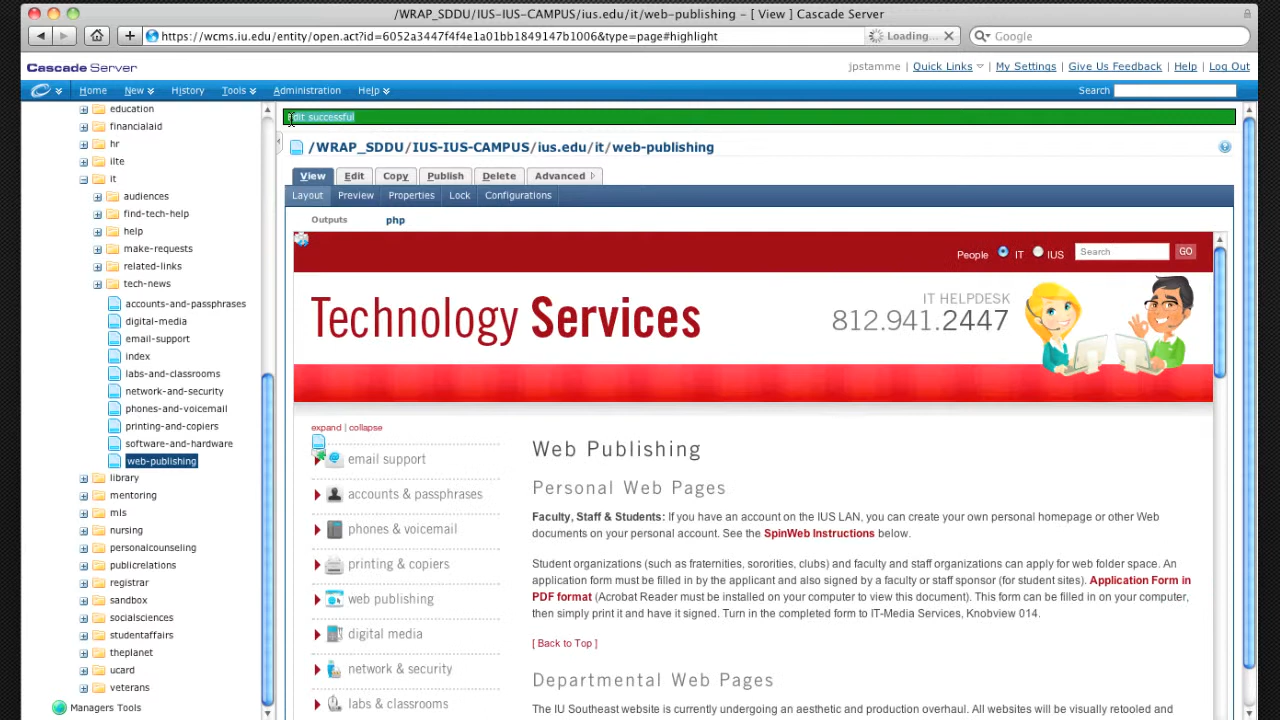 /WRAP_SDDU/IUS-IUS-CAMPUS/ius.edu/it/web-publishing – [ View ] Cascade Server
https://wcms.iu.edu/entity/open.act?id=6052a3447f4f4e1a01bb1849147b1006&type=page#highlight
Loading...
Google
Cascade Server
jpstamme | Quick Links | My Settings | Give Us Feedback | Help | Log Out
Home New History Tools Administration Help Search
education
financialaid
hr
ilte
it
audiences
find-tech-help
help
make-requests
related-links
tech-news
accounts-and-passphrases
digital-media
email-support
index
labs-and-classrooms
network-and-security
phones-and-voicemail
printing-and-copiers
software-and-hardware
web-publishing
library
mentoring
mls
nursing
personalcounseling
publicrelations
registrar
sandbox
socialsciences
studentaffairs
theplanet
ucard
veterans
Managers Tools
Edit successful
/WRAP_SDDU/IUS-IUS-CAMPUS/ius.edu/it/web-publishing
View Edit Copy Publish Delete Advanced
Layout Preview Properties Lock Configurations
Outputs php
People IT IUS Search GO
Technology Services
IT HELPDESK
812.941.2447
expand | collapse
email support
accounts & passphrases
phones & voicemail
printing & copiers
web publishing
digital media
network & security
labs & classrooms
Web Publishing
Personal Web Pages
Faculty, Staff & Students: If you have an account on the IUS LAN, you can create your own personal homepage or other Web
documents on your personal account. See the SpinWeb Instructions below.
Student organizations (such as fraternities, sororities, clubs) and faculty and staff organizations can apply for web folder space. An
application form must be filled in by the applicant and also signed by a faculty or staff sponsor (for student sites). Application Form in
PDF format (Acrobat Reader must be installed on your computer to view this document). This form can be filled in on your computer,
then simply print it and have it signed. Turn in the completed form to IT-Media Services, Knobview 014.
[ Back to Top ]
Departmental Web Pages
The IU Southeast website is currently undergoing an aesthetic and production overhaul. All websites will be visually retooled and